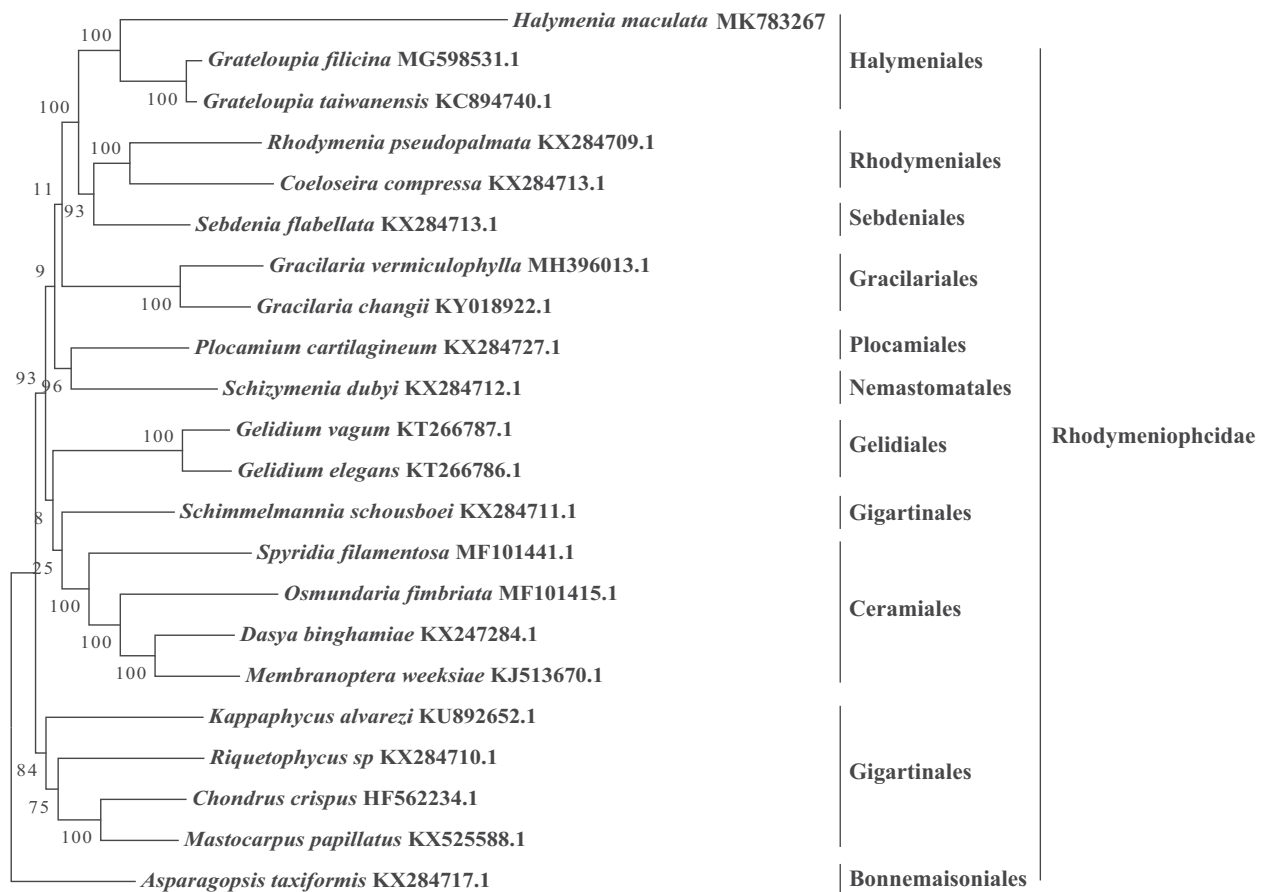 Halymenia maculata MK783267
100
Grateloupia filicina MG598531.1
Halymeniales
100
Grateloupia taiwanensis KC894740.1
100
Rhodymenia pseudopalmata KX284709.1
100
Rhodymeniales
Coeloseira compressa KX284713.1
11
93
Sebdenia flabellata KX284713.1
Sebdeniales
Gracilaria vermiculophylla MH396013.1
9
Gracilariales
100
Gracilaria changii KY018922.1
Plocamium cartilagineum KX284727.1
Plocamiales
93
96
Schizymenia dubyi KX284712.1
Nemastomatales
Gelidium vagum KT266787.1
100
Gelidiales
Rhodymeniophcidae
Gelidium elegans KT266786.1
Schimmelmannia schousboei KX284711.1
Gigartinales
8
Spyridia filamentosa MF101441.1
25
Osmundaria fimbriata MF101415.1
100
Ceramiales
Dasya binghamiae KX247284.1
100
Membranoptera weeksiae KJ513670.1
100
Kappaphycus alvarezi KU892652.1
Riquetophycus sp KX284710.1
84
Gigartinales
Chondrus crispus HF562234.1
75
Mastocarpus papillatus KX525588.1
100
Asparagopsis taxiformis KX284717.1
Bonnemaisoniales